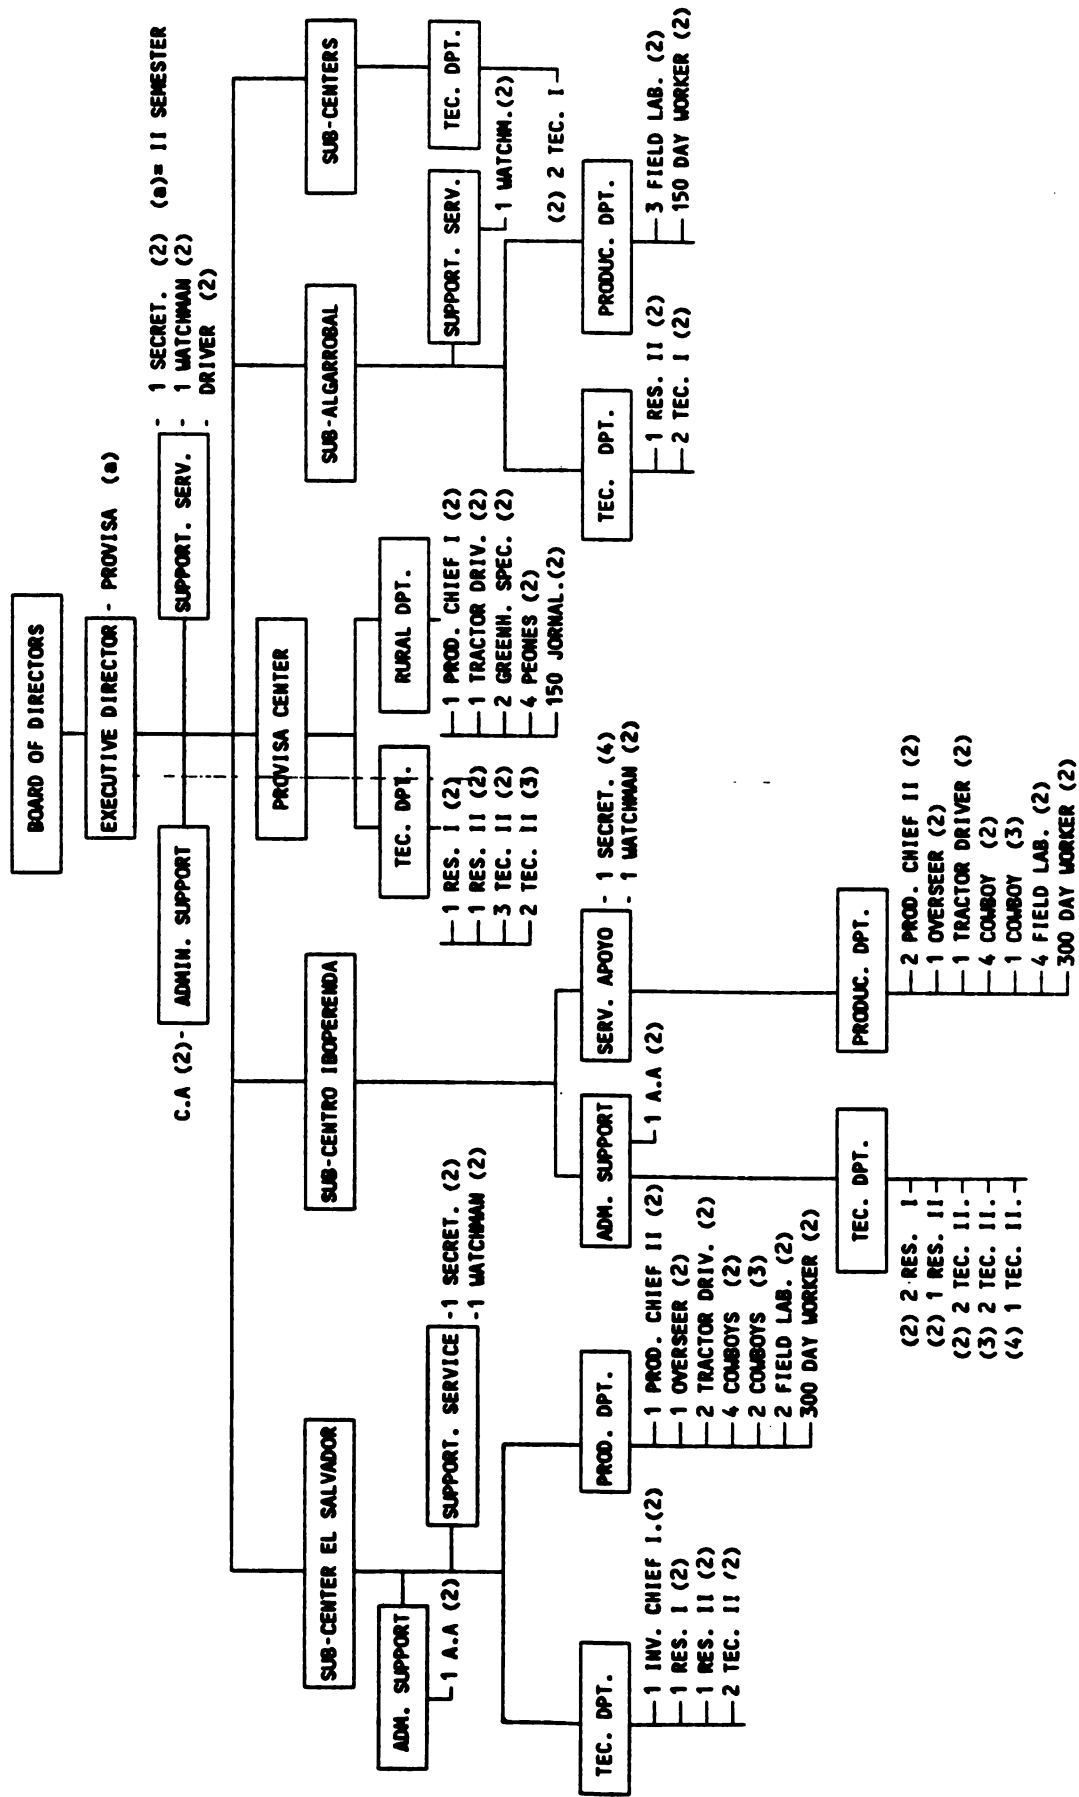 BOARD OF DIRECTORS
EXECUTIVE DIRECTOR - PROVISA (a)
C.A (2)- ADMIN. SUPPORT
SUPPORT. SERV.
- 1 SECRET. (2) (a)= II SEMESTER
- 1 WATCHMAN (2)
- DRIVER (2)
SUB-CENTER EL SALVADOR
ADM. SUPPORT
1 A.A (2)
SUPPORT. SERVICE
-1 SECRET. (2)
-1 WATCHMAN (2)
TEC. DPT.
1 INV. CHIEF I.(2)
1 RES. I (2)
1 RES. II (2)
2 TEC. II (2)
PROD. DPT.
1 PROD. CHIEF II (2)
1 OVERSEER (2)
2 TRACTOR DRIV. (2)
4 COWBOYS (2)
2 COWBOYS (3)
2 FIELD LAB. (2)
300 DAY WORKER (2)
SUB-CENTRO IBOPERENDA
ADM. SUPPORT
1 A.A (2)
SERV. APOYO
- 1 SECRET. (4)
- 1 WATCHMAN (2)
TEC. DPT.
(2) 2 RES. I
(2) 1 RES. II
(2) 2 TEC. II.
(3) 2 TEC. II.
(4) 1 TEC. II.
PRODUC. DPT.
2 PROD. CHIEF II (2)
1 OVERSEER (2)
1 TRACTOR DRIVER (2)
4 COWBOY (2)
1 COWBOY (3)
4 FIELD LAB. (2)
300 DAY WORKER (2)
PROVISA CENTER
TEC. DPT.
1 RES. I (2)
1 RES. II (2)
3 TEC. II (2)
2 TEC. II (3)
RURAL DPT.
1 PROD. CHIEF I (2)
1 TRACTOR DRIV. (2)
2 GREENH. SPEC. (2)
4 PEONES (2)
150 JORNAL.(2)
SUB-ALGARROBAL
SUPPORT. SERV.
1 WATCHM.(2)
TEC. DPT.
1 RES. II (2)
2 TEC. I (2)
PRODUC. DPT.
3 FIELD LAB. (2)
150 DAY WORKER (2)
SUB-CENTERS
TEC. DPT.
(2) 2 TEC. I